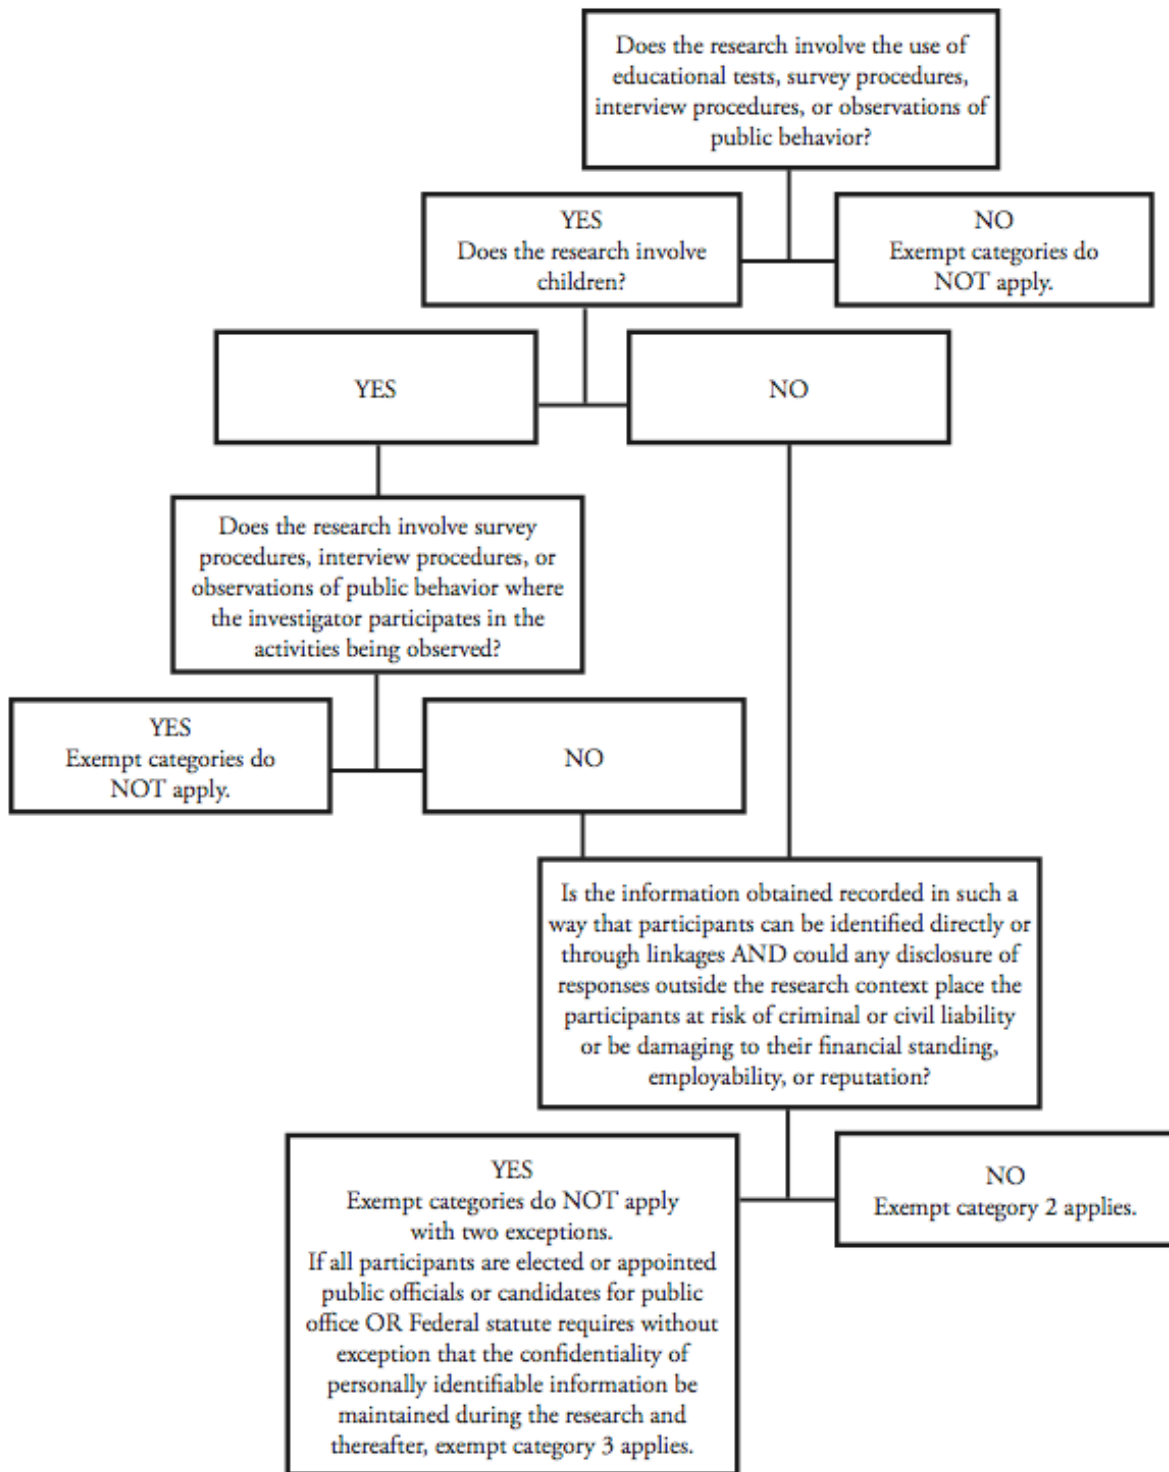 Does the research involve the use of
educational tests, survey procedures,
interview procedures, or observations of
public behavior?
YES
Does the research involve
children?
NO
Exempt categories do
NOT apply.
YES
NO
Does the research involve survey
procedures, interview procedures, or
observations of public behavior where
the investigator participates in the
activities being observed?
YES
Exempt categories do
NOT apply.
NO
Is the information obtained recorded in such a
way that participants can be identified directly or
through linkages AND could any disclosure of
responses outside the research context place the
participants at risk of criminal or civil liability
or be damaging to their financial standing,
employability, or reputation?
YES
Exempt categories do NOT apply
with two exceptions.
If all participants are elected or appointed
public officials or candidates for public
office OR Federal statute requires without
exception that the confidentiality of
personally identifiable information be
maintained during the research and
thereafter, exempt category 3 applies.
NO
Exempt category 2 applies.